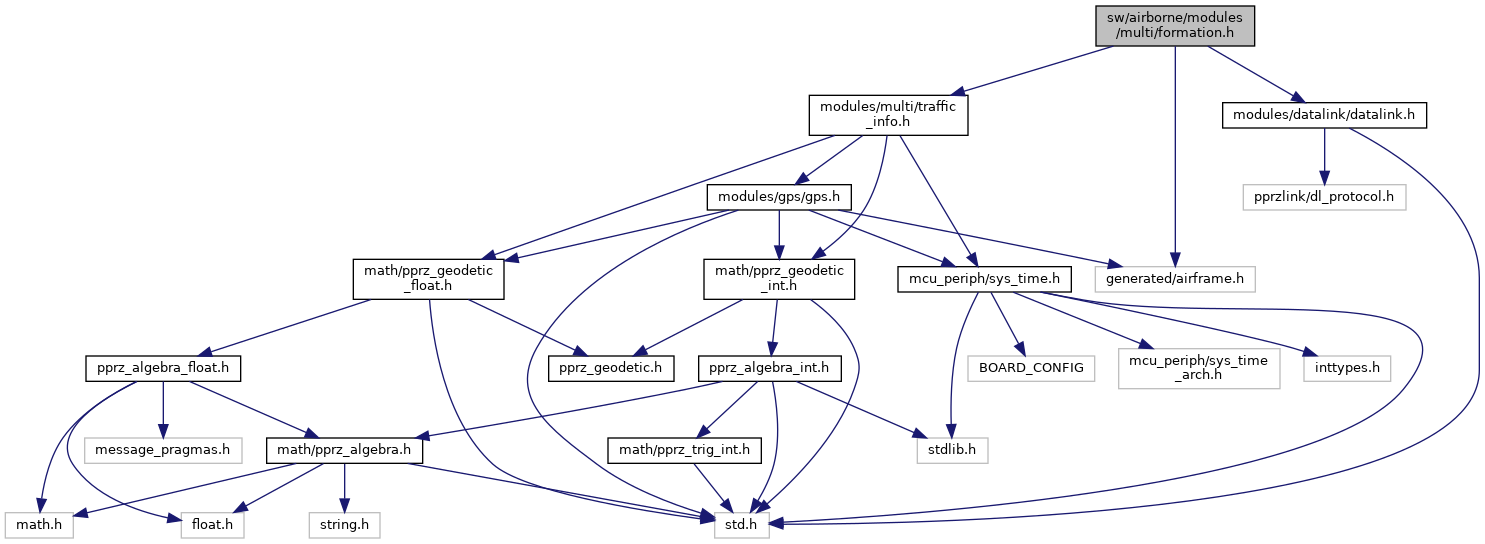 sw/airborne/modules
/multi/formation.h
modules/multi/traffic
_info.h
modules/datalink/datalink.h
modules/gps/gps.h
pprzlink/dl_protocol.h
math/pprz_geodetic
_float.h
math/pprz_geodetic
_int.h
mcu_periph/sys_time.h
generated/airframe.h
pprz_algebra_float.h
pprz_geodetic.h
pprz_algebra_int.h
BOARD_CONFIG
mcu_periph/sys_time
_arch.h
inttypes.h
message_pragmas.h
math/pprz_algebra.h
math/pprz_trig_int.h
stdlib.h
math.h
float.h
string.h
std.h